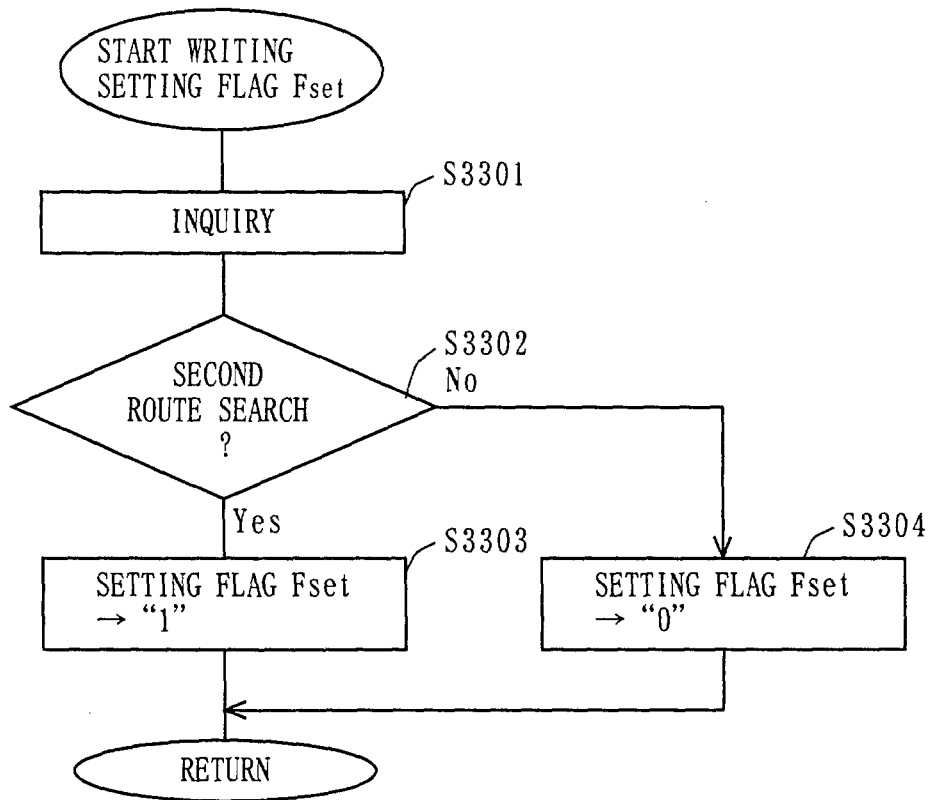 START WRITING
SETTING FLAG Fset
S3301
INQUIRY
S3302
SECOND
ROUTE SEARCH
?
No
Yes
S3303
SETTING FLAG Fset
→ “1”
S3304
SETTING FLAG Fset
→ “0”
RETURN